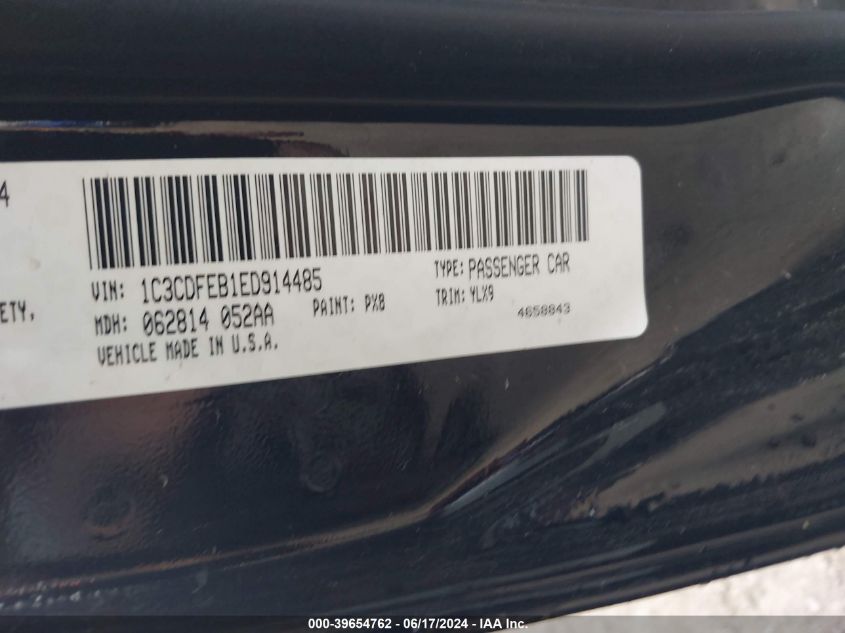 4
VIN: 1C3CDFEB1ED914485
TYPE: PASSENGER CAR
ETY,
MDH: 062814 052AA
PAINT: PX8
TRIM: YLX9
4658843
VEHICLE MADE IN U.S.A.
000-39654762 - 06/17/2024 - IAA Inc.